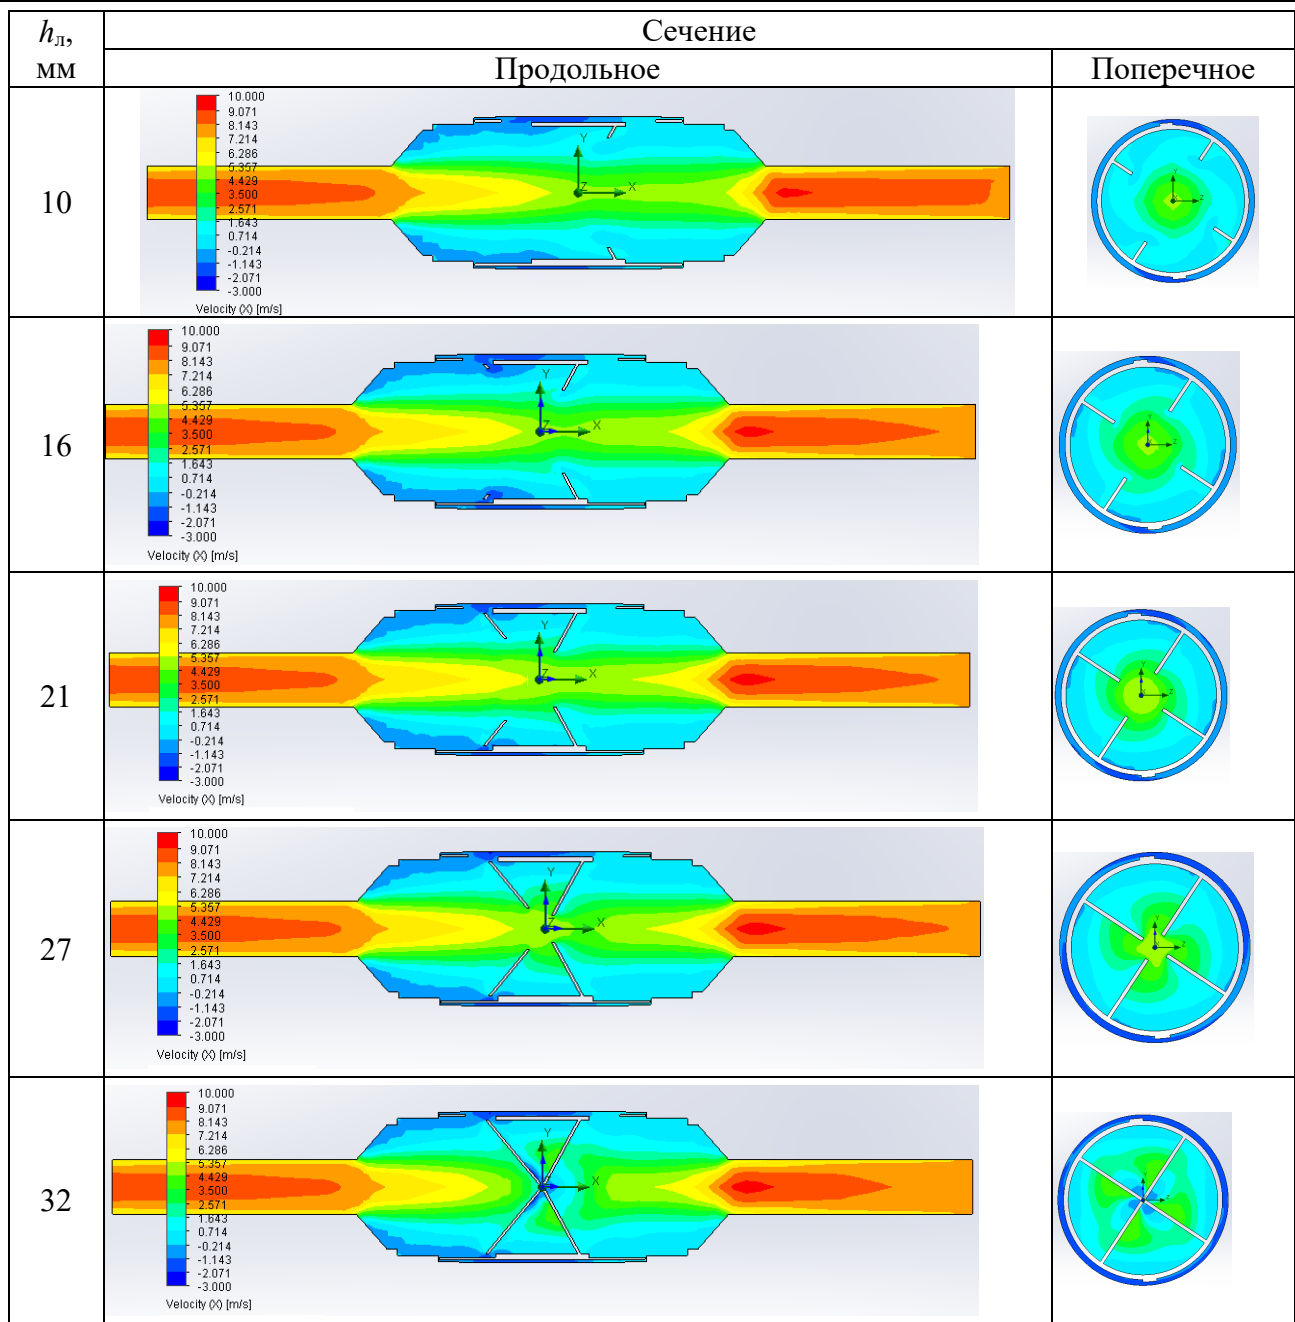 hл,
мм
Сечение
Продольное
Поперечное
10
10.000
9.071
8.143
7.214
6.286
5.357
4.429
3.500
2.571
1.643
0.714
-0.214
-1.143
-2.071
-3.000
Velocity (X) [m/s]
Y
Z
X
Y
Z
16
10.000
9.071
8.143
7.214
6.286
5.357
4.429
3.500
2.571
1.643
0.714
-0.214
-1.143
-2.071
-3.000
Velocity (X) [m/s]
Y
Z
X
Y
Z
21
10.000
9.071
8.143
7.214
6.286
5.357
4.429
3.500
2.571
1.643
0.714
-0.214
-1.143
-2.071
-3.000
Velocity (X) [m/s]
Y
Z
X
Y
Z
27
10.000
9.071
8.143
7.214
6.286
5.357
4.429
3.500
2.571
1.643
0.714
-0.214
-1.143
-2.071
-3.000
Velocity (X) [m/s]
Y
Z
X
Y
Z
32
10.000
9.071
8.143
7.214
6.286
5.357
4.429
3.500
2.571
1.643
0.714
-0.214
-1.143
-2.071
-3.000
Velocity (X) [m/s]
Y
X
Y
Z